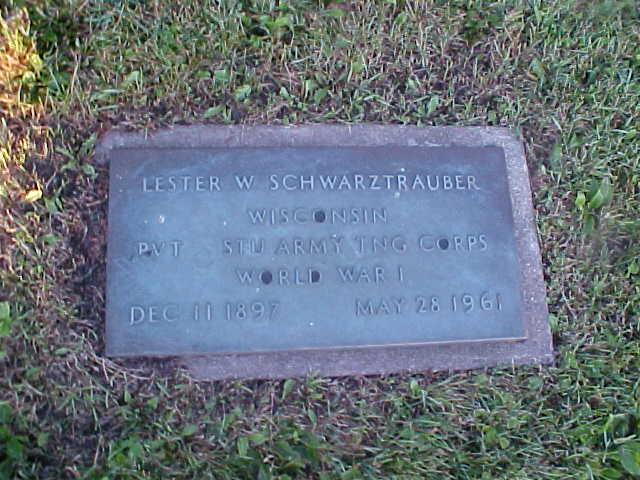 LESTER W SCHWARZTRAUBER
WISCONSIN
PVT STU ARMY TNG CORPS
WORLD WAR I
DEC 11 1897 MAY 28 1961